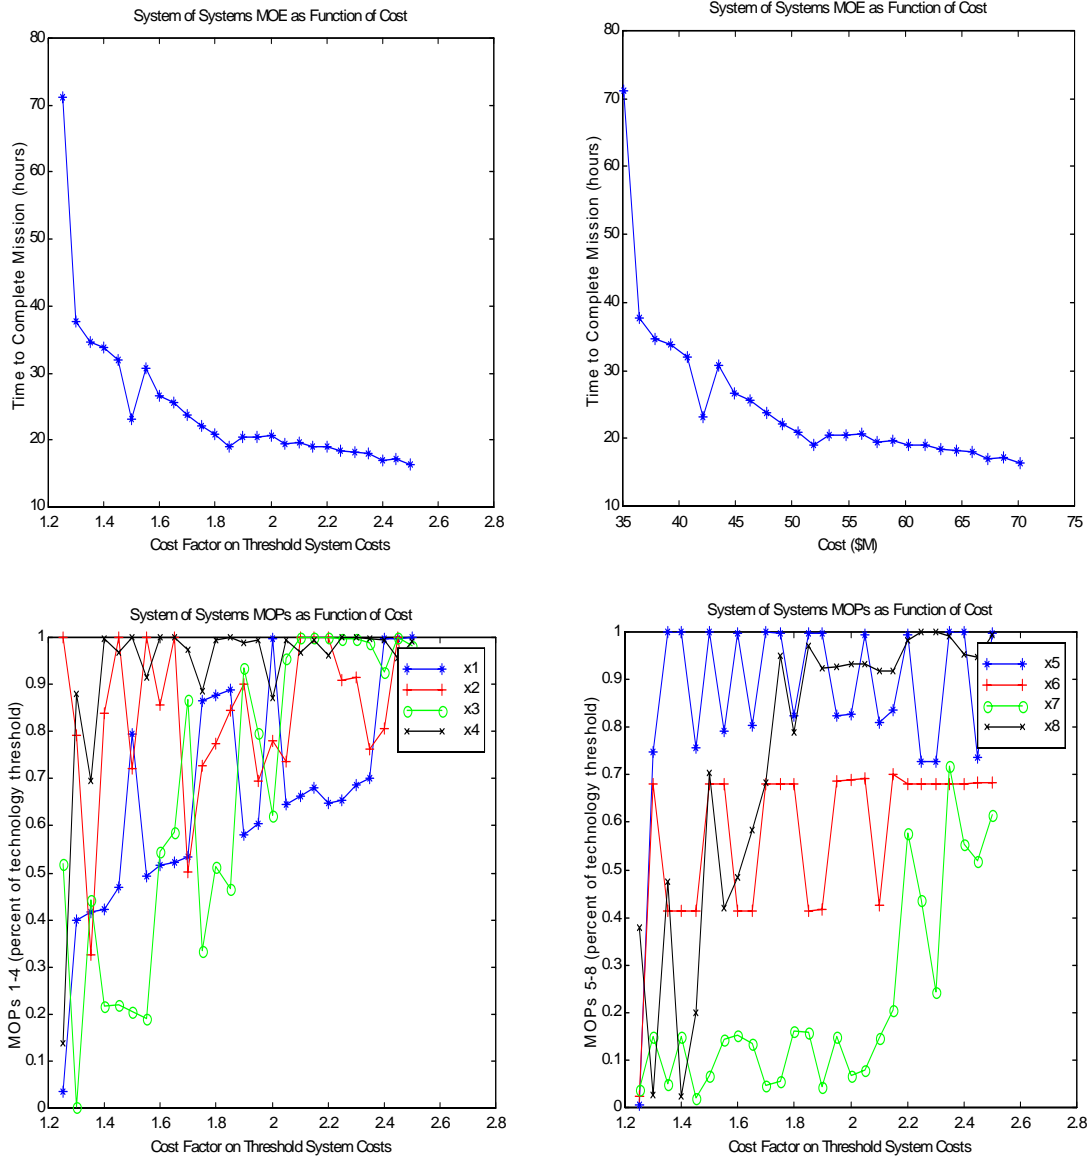 System of Systems MOE as Function of Cost
80
70
60
50
40
30
20
10
1.2 1.4 1.6 1.8 2 2.2 2.4 2.6 2.8
Time to Complete Mission (hours)
Cost Factor on Threshold System Costs
System of Systems MOE as Function of Cost
80
70
60
50
40
30
20
10
35 40 45 50 55 60 65 70 75
Time to Complete Mission (hours)
Cost ($M)
System of Systems MOPs as Function of Cost
1
0.9
0.8
0.7
0.6
0.5
0.4
0.3
0.2
0.1
0
1.2 1.4 1.6 1.8 2 2.2 2.4 2.6 2.8
MOPs 1-4 (percent of technology threshold)
Cost Factor on Threshold System Costs
x1
x2
x3
x4
System of Systems MOPs as Function of Cost
1
0.9
0.8
0.7
0.6
0.5
0.4
0.3
0.2
0.1
0
1.2 1.4 1.6 1.8 2 2.2 2.4 2.6 2.8
MOPs 5-8 (percent of technology threshold)
Cost Factor on Threshold System Costs
x5
x6
x7
x8